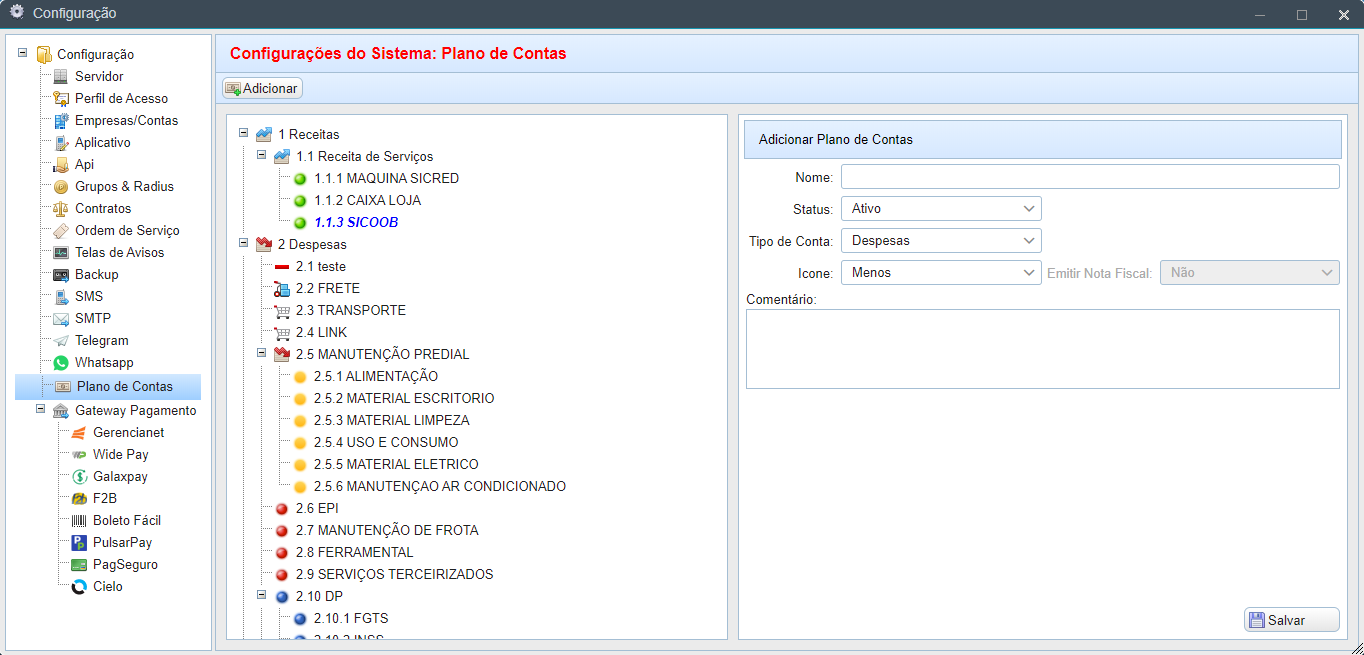 Configuração
Configuração
Servidor
Perfil de Acesso
Empresas/Contas
Aplicativo
Api
Grupos & Radius
Contratos
Ordem de Serviço
Telas de Avisos
Backup
SMS
SMTP
Telegram
Whatsapp
Plano de Contas
Gateway Pagamento
Gerencianet
Wide Pay
Galaxpay
F2B
Boleto Fácil
PulsarPay
PagSeguro
Cielo
Configurações do Sistema: Plano de Contas
Adicionar
1 Receitas
1.1 Receita de Serviços
1.1.1 MAQUINA SICRED
1.1.2 CAIXA LOJA
1.1.3 SICOOB
2 Despesas
2.1 teste
2.2 FRETE
2.3 TRANSPORTE
2.4 LINK
2.5 MANUTENÇÃO PREDIAL
2.5.1 ALIMENTAÇÃO
2.5.2 MATERIAL ESCRITORIO
2.5.3 MATERIAL LIMPEZA
2.5.4 USO E CONSUMO
2.5.5 MATERIAL ELETRICO
2.5.6 MANUTENÇAO AR CONDICIONADO
2.6 EPI
2.7 MANUTENÇÃO DE FROTA
2.8 FERRAMENTAL
2.9 SERVIÇOS TERCEIRIZADOS
2.10 DP
2.10.1 FGTS
2.10.2 INSS
Adicionar Plano de Contas
Nome:
Status: Ativo
Tipo de Conta: Despesas
Icone: Menos Emitir Nota Fiscal: Não
Comentário:
Salvar